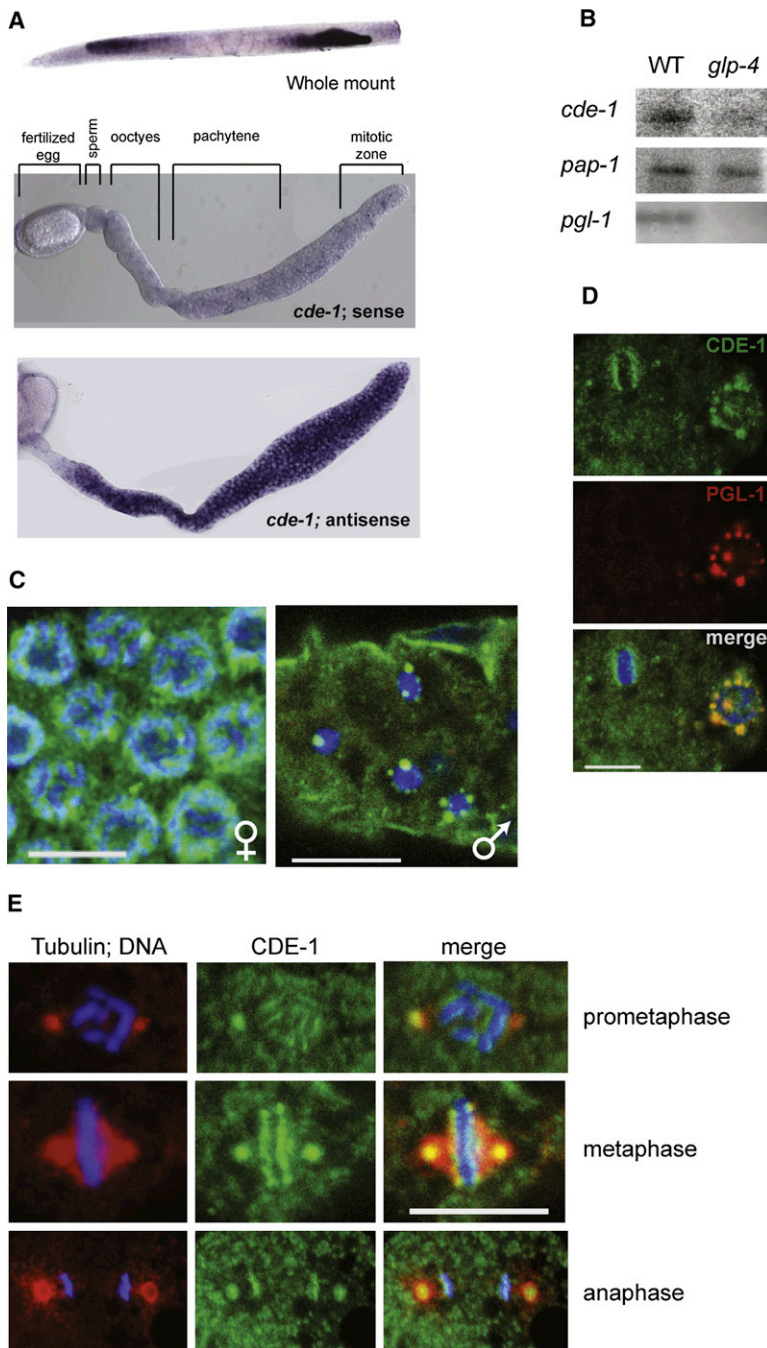 A
Whole mount
fertilized egg
sperm
ooctyes
pachytene
mitotic zone
cde-1; sense
cde-1; antisense
B
WT glp-4
cde-1
pap-1
pgl-1
C
♀
♂
D
CDE-1
PGL-1
merge
E
Tubulin; DNA CDE-1 merge
prometaphase
metaphase
anaphase